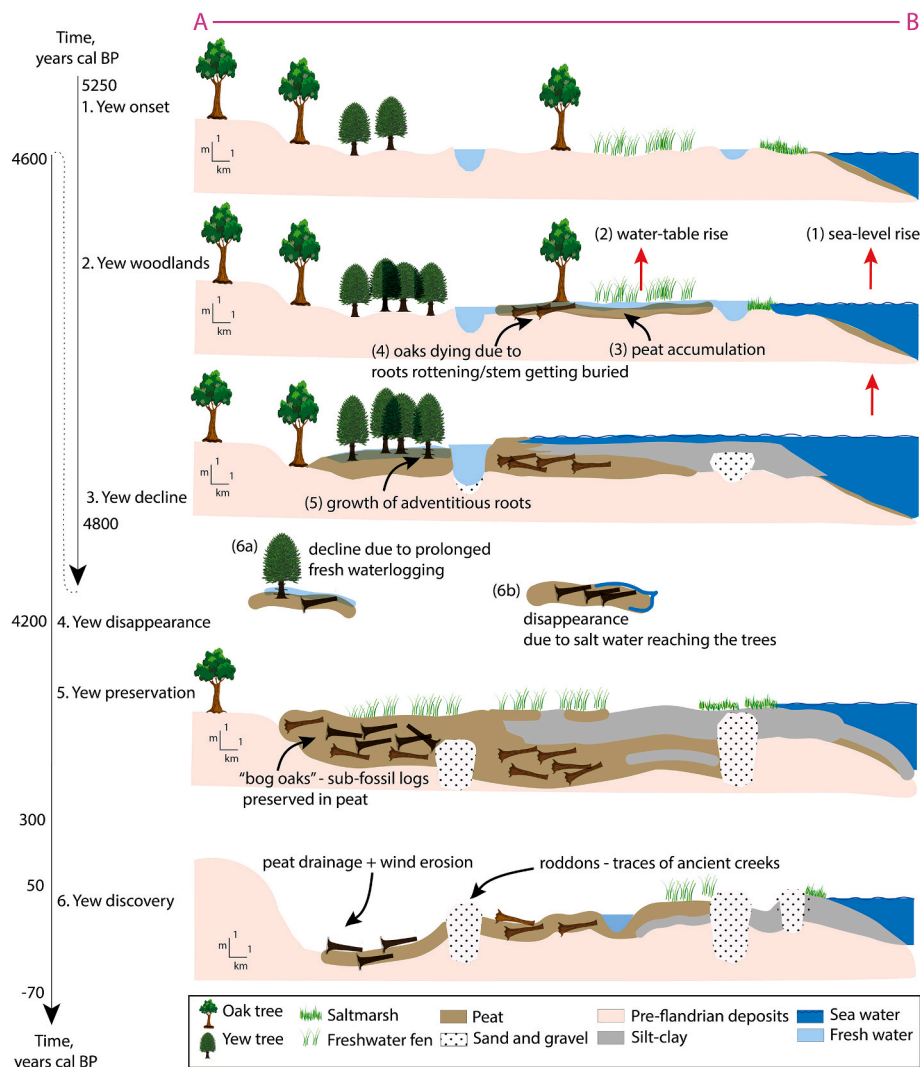 A
B
Time,
years cal BP
5250
1. Yew onset
4600
m
1
1
km
2. Yew woodlands
(2) water-table rise
(1) sea-level rise
m
1
1
km
(4) oaks dying due to
roots rottening/stem getting buried
(3) peat accumulation
m
1
1
km
3. Yew decline
4800
(5) growth of adventitious roots
(6a)
decline due to prolonged
fresh waterlogging
(6b)
disappearance
due to salt water reaching the trees
4200
4. Yew disappearance
5. Yew preservation
m
1
1
km
"bog oaks" - sub-fossil logs
preserved in peat
300
peat drainage + wind erosion
roddons - traces of ancient creeks
50
6. Yew discovery
m
1
1
km
-70
Time,
years cal BP
Oak tree
Saltmarsh
Peat
Pre-flandrian deposits
Sea water
Yew tree
Freshwater fen
Sand and gravel
Silt-clay
Fresh water